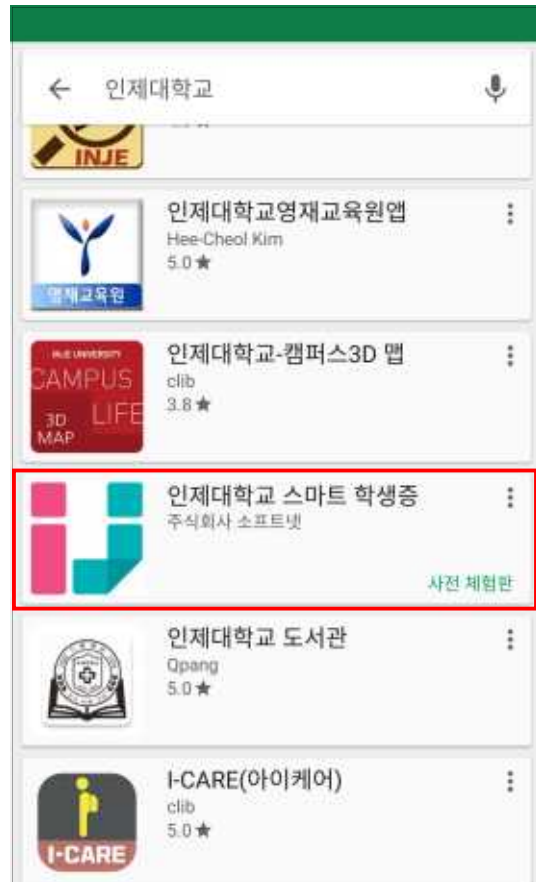 인제대학교
INJE
인제대학교영재교육원앱
Hee-Cheol Kim
5.0★
영재교육원
인제대학교-캠퍼스3D 맵
clib
3.8★
INJE UNIVERSITY
CAMPUS
LIFE
3D
MAP
인제대학교 스마트 학생증
주식회사 소프트넷
사전 체험판
인제대학교 도서관
Qpang
5.0★
I-CARE(아이케어)
clib
5.0★
I-CARE